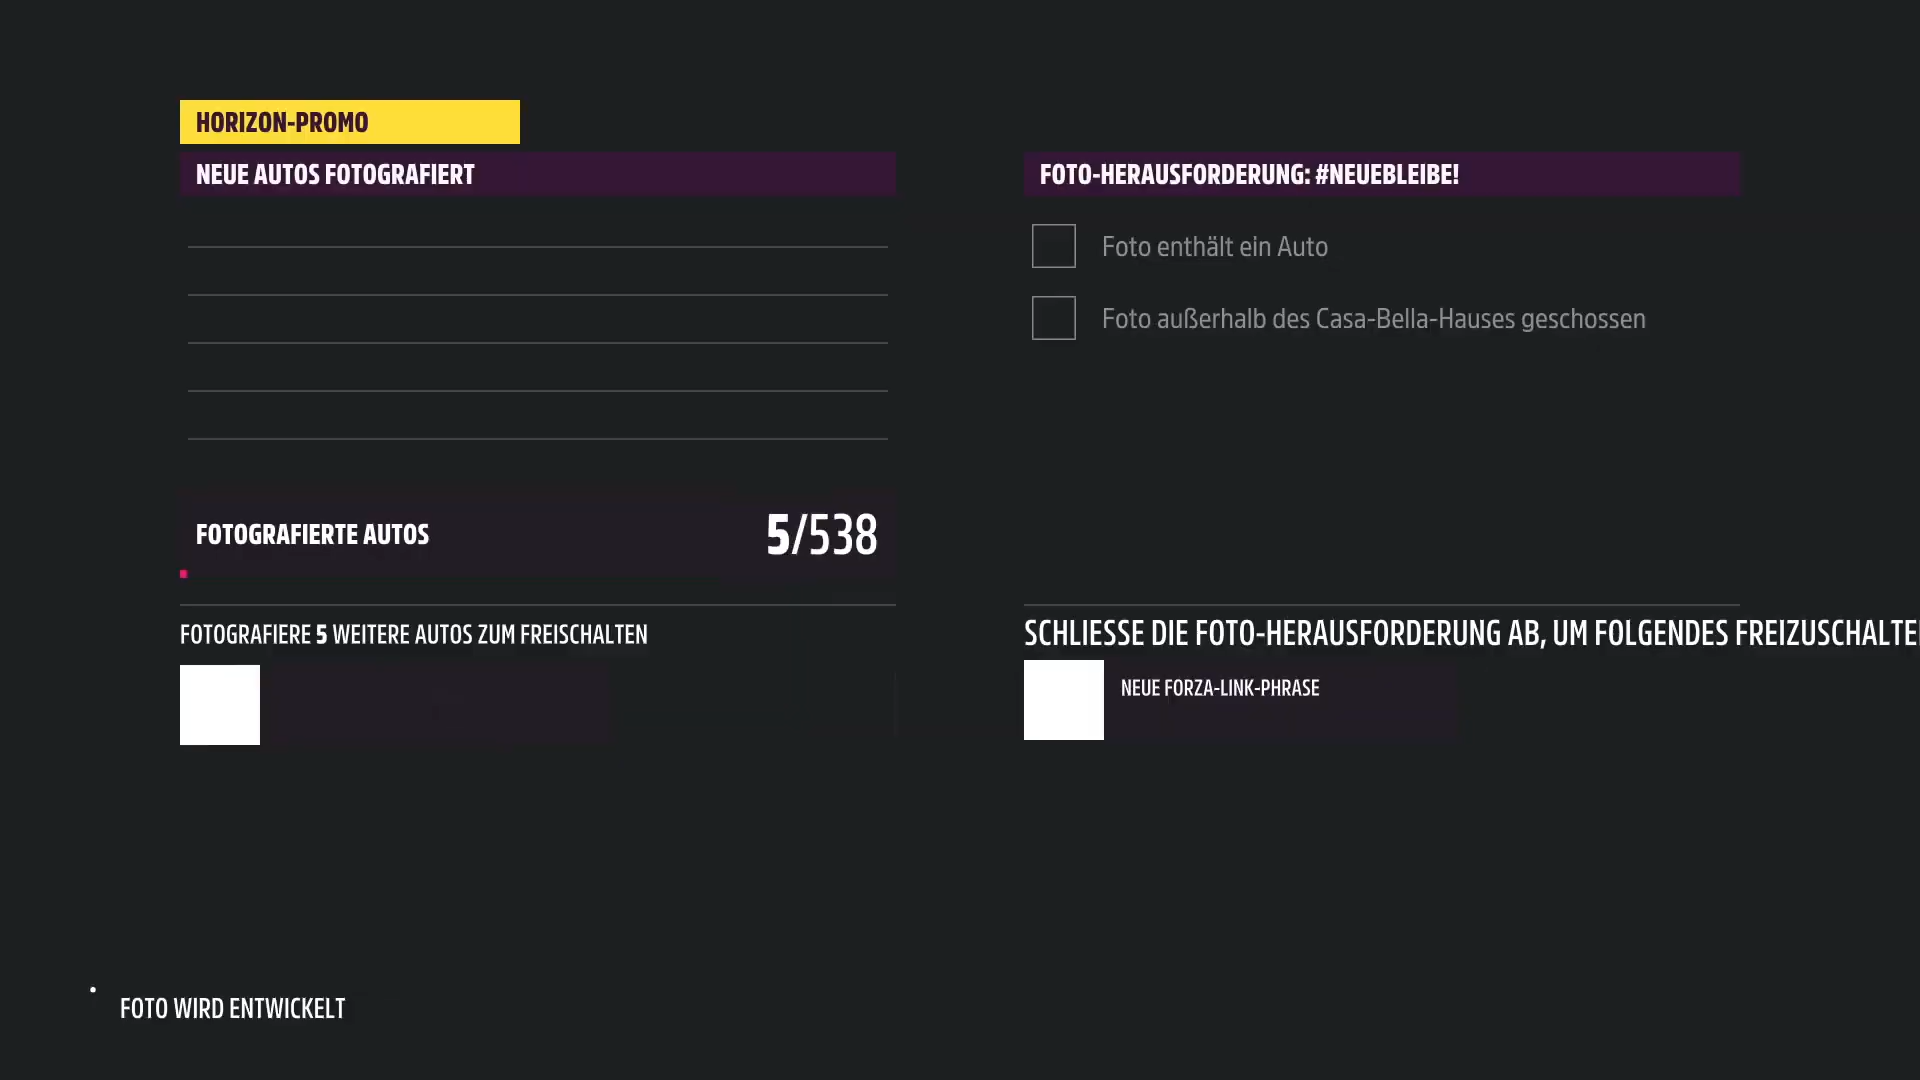 HORIZON-PROMO
NEUE AUTOS FOTOGRAFIERT
FOTOGRAFIERTE AUTOS
5/538
FOTOGRAFIERE 5 WEITERE AUTOS ZUM FREISCHALTEN
FOTO-HERAUSFORDERUNG: #NEUEBLEIBE!
Foto enthält ein Auto
Foto außerhalb des Casa-Bella-Hauses geschossen
SCHLIESSE DIE FOTO-HERAUSFORDERUNG AB, UM FOLGENDES
NEUE FORZA-LINK-PHRASE
FOTO WIRD ENTWICKELT